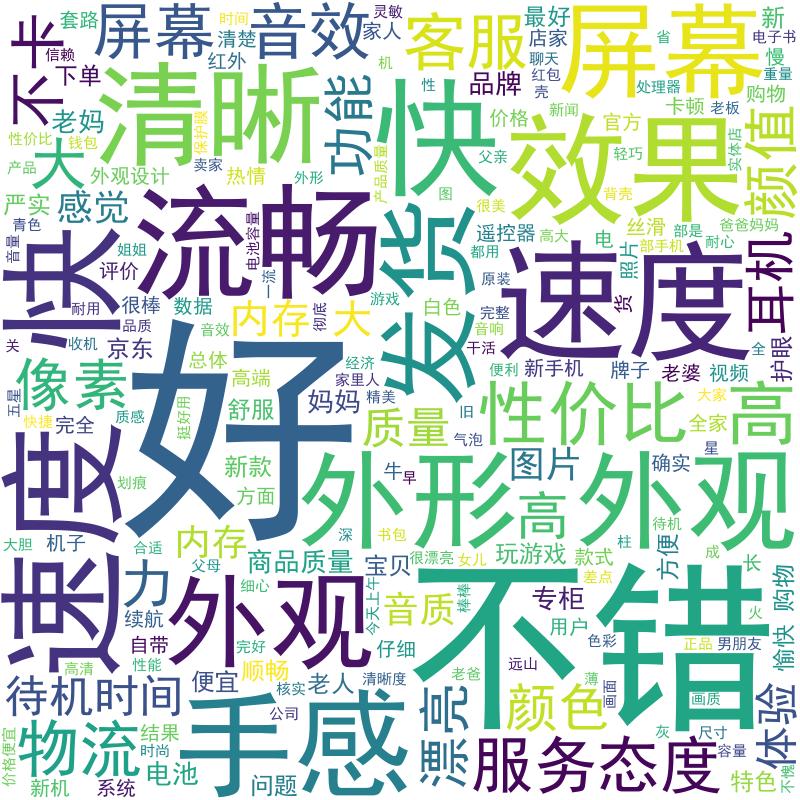 套路
屏幕
音效
时间
清楚
红外
灵敏
家人
客服
最好
店家
屏幕
新
电子书
慢
重量
省
不卡
信赖
下单
清晰
功能
机
性
聊天
红包
壳
品牌
处理器
购物
卡顿
老板
老妈
性价比
钱包
大
产品
外观设计
保护膜
卖家
热情
外形
产品质量
快
价格
新闻
父亲
效果
官方
轻巧
背壳
实体店
颜值
严实
感觉
青色
音量
快
姐姐
评价
流畅
电池容量
一流
发货
图
很美
遥控器
高大
都用
原装
丝滑
电
照片
部是
部手机
耐心
爸爸妈妈
耳机
耐用
很棒
数据
品质
内存
大
彻底
游戏
白色
完整
音响
干活
速度
货
护眼
关
收机
京东
音效
总体
高端
经济
家里人
精美
便利
新手机
牌子
老婆
视频
全
五星
像素
好
舒服
妈妈
质量
旧
气泡
性价比
全家
大家
星
高
快捷
完全
质感
挺好用
新款
方面
划痕
外形
牛
早
高
图片
确实
外观
速度
大胆
机子
合适
内存
父母
深
书包
很漂亮
女儿
玩游戏
款式
柱
待机
方便
成
长
力
商品质量
宝贝
细心
今天上午
音质
棒棒
差点
专柜
用户
色彩
火
购物
愉快
续航
自带
外观
不错
正品
男朋友
高清
性能
完好
顺畅
仔细
老爸
远山
薄
画面
画质
待机时间
便宜
核实
老人
清晰度
漂亮
颜色
灰
尺寸
容量
体验
价格便宜
物流
结果
时尚
手感
公司
服务态度
特色
不愧
新机
系统
电池
问题